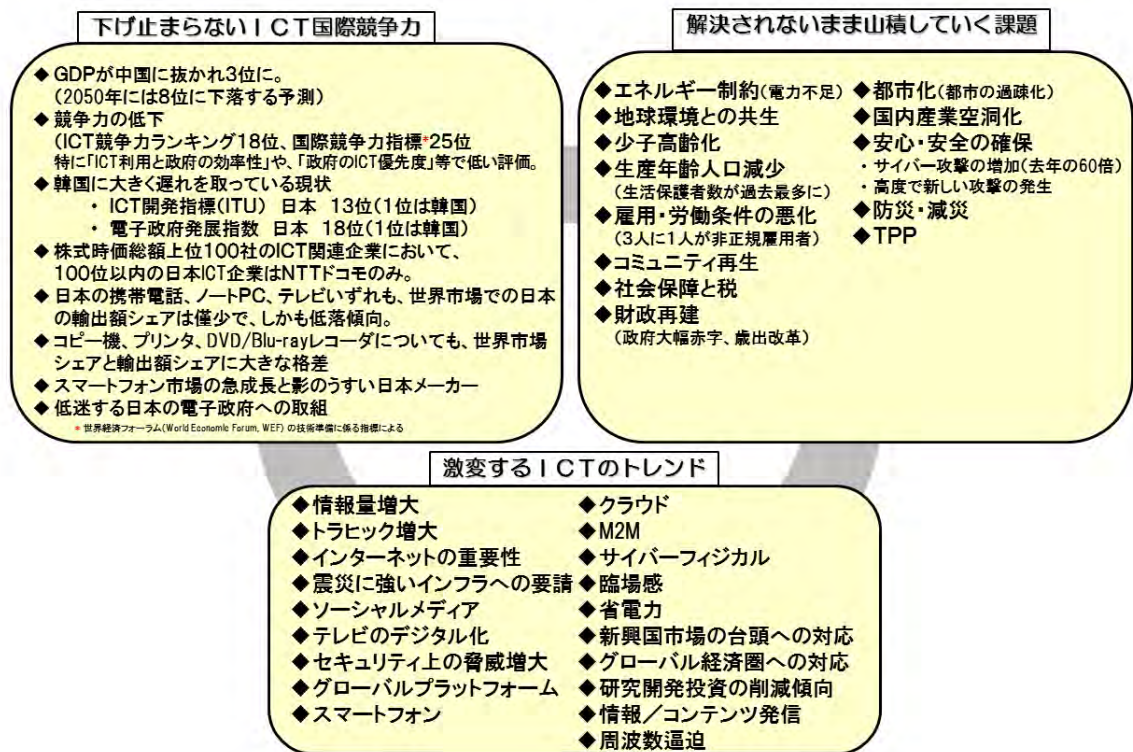 下げ止まらないICT国際競争力
◆ GDPが中国に抜かれ3位に。
(2050年には8位に下落する予測)
◆ 競争力の低下
(ICT競争力ランキング18位、国際競争力指標*25位
特に「ICT利用と政府の効率性」や、「政府のICT優先度」等で低い評価。
◆ 韓国に大きく遅れを取っている現状
・ ICT開発指標(ITU) 日本 13位(1位は韓国)
・ 電子政府発展指数 日本 18位(1位は韓国)
◆ 株式時価総額上位100社のICT関連企業において、
100位以内の日本ICT企業はNTTドコモのみ。
◆ 日本の携帯電話、ノートPC、テレビいずれも、世界市場での日本
の輸出額シェアは僅少で、しかも低落傾向。
◆ コピー機、プリンタ、DVD/Blu-rayレコーダについても、世界市場
シェアと輸出額シェアに大きな格差
◆ スマートフォン市場の急成長と影のうすい日本メーカー
◆ 低迷する日本の電子政府への取組
* 世界経済フォーラム(World Economic Forum, WEF) の技術準備に係る指標による
解決されないまま山積していく課題
◆エネルギー制約(電力不足)
◆地球環境との共生
◆少子高齢化
◆生産年齢人口減少
(生活保護者数が過去最多に)
◆雇用・労働条件の悪化
(3人に1人が非正規雇用者)
◆コミュニティ再生
◆社会保障と税
◆財政再建
(政府大幅赤字、歳出改革)
◆都市化(都市の過疎化)
◆国内産業空洞化
◆安心・安全の確保
・サイバー攻撃の増加(去年の60倍)
・高度で新しい攻撃の発生
◆防災・減災
◆TPP
激変するICTのトレンド
◆情報量増大
◆トラヒック増大
◆インターネットの重要性
◆震災に強いインフラへの要請
◆ソーシャルメディア
◆テレビのデジタル化
◆セキュリティ上の脅威増大
◆グローバルプラットフォーム
◆スマートフォン
◆クラウド
◆M2M
◆サイバーフィジカル
◆臨場感
◆省電力
◆新興国市場の台頭への対応
◆グローバル経済圏への対応
◆研究開発投資の削減傾向
◆情報／コンテンツ発信
◆周波数逼迫